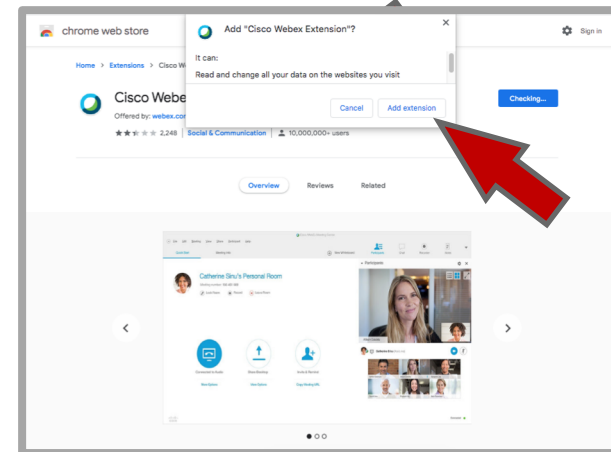 chrome web store
Sign in
Add "Cisco Webex Extension"?
It can:
Read and change all your data on the websites you visit
Cancel
Add extension
Home > Extensions > Cisco W
Cisco Webe
Offered by: webex.cor
2,248
Social & Communication
10,000,000+ users
Checking...
Overview
Reviews
Related
Catherine Sinu's Personal Room
Participants